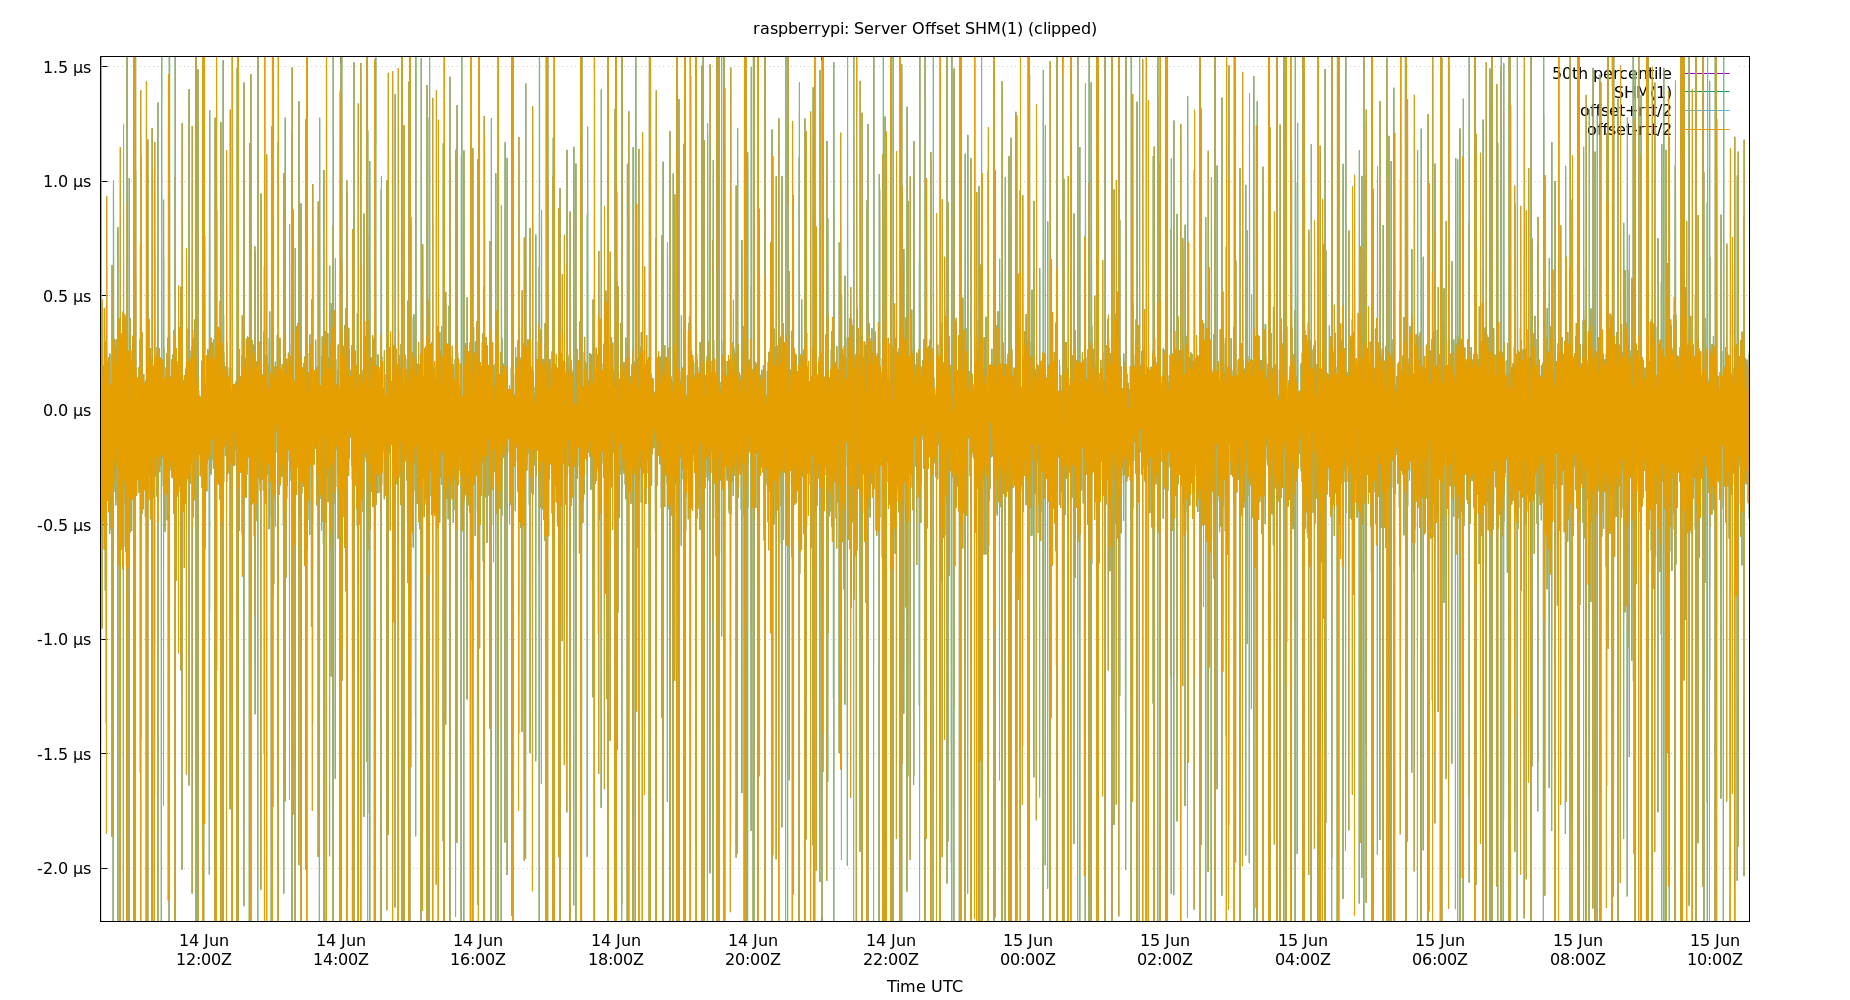 raspberrypi: Server Offset SHM(1) (clipped)
1.5 µs
1.0 µs
0.5 µs
0.0 µs
-0.5 µs
-1.0 µs
-1.5 µs
-2.0 µs
50th percentile
SHM(1)
offset+rtt/2
offset-rtt/2
14 Jun 14 Jun 14 Jun 14 Jun 14 Jun 14 Jun 15 Jun 15 Jun 15 Jun 15 Jun 15 Jun 15 Jun
12:00Z 14:00Z 16:00Z 18:00Z 20:00Z 22:00Z 00:00Z 02:00Z 04:00Z 06:00Z 08:00Z 10:00Z
Time UTC